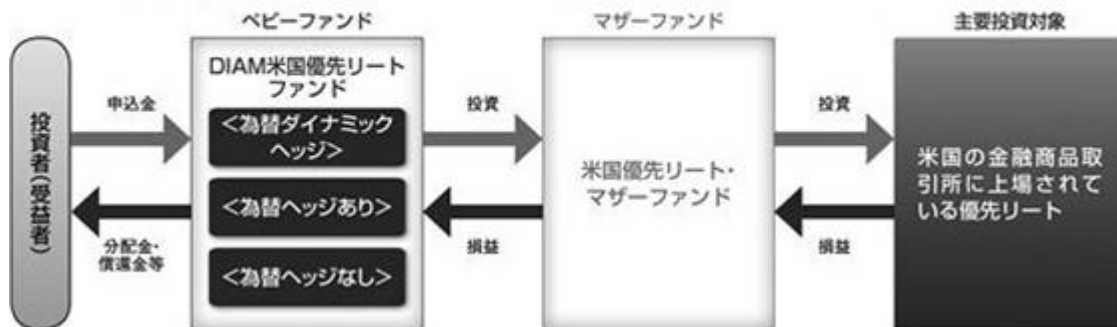 ベビーファンド
マザーファンド
主要投資対象
投資者(受益者)
申込金
分配金・
償還金等
DIAM米国優先リート
ファンド
<為替ダイナミック
ヘッジ>
<為替ヘッジあり>
<為替ヘッジなし>
投資
損益
米国優先リート・
マザーファンド
投資
損益
米国の金融商品取
引所に上場されて
いる優先リート